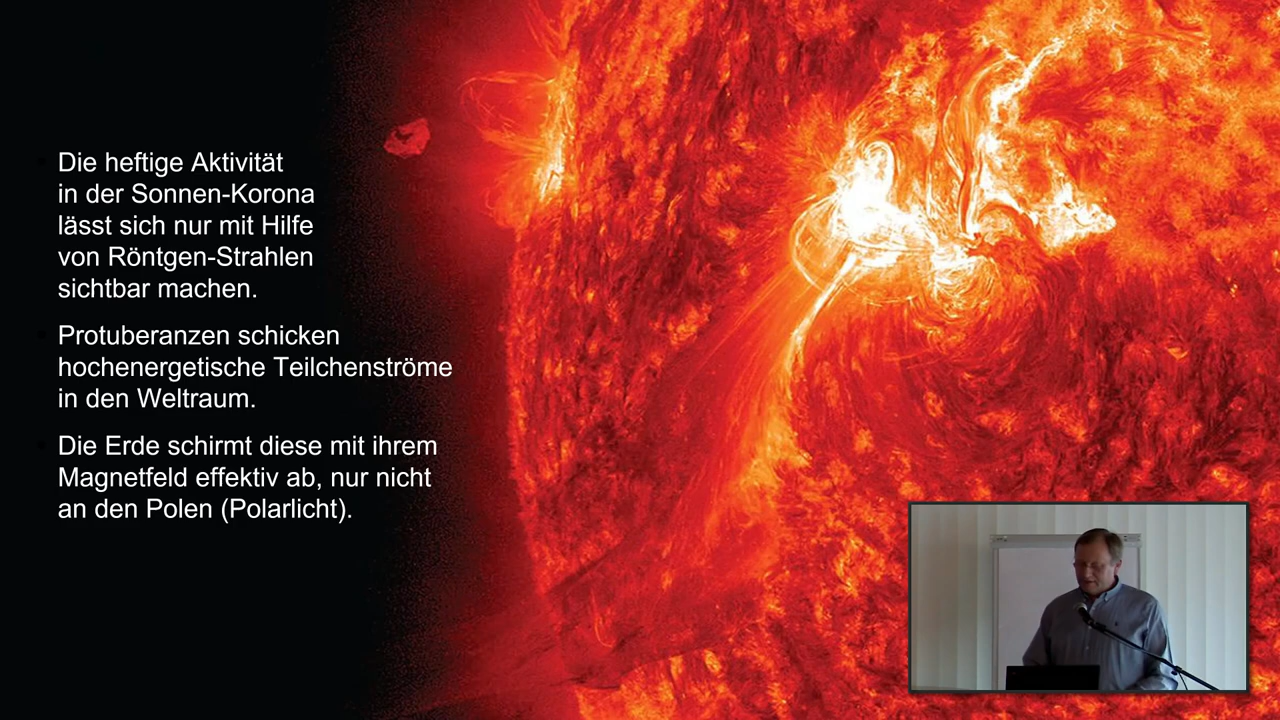 Die heftige Aktivität
in der Sonnen-Korona
lässt sich nur mit Hilfe
von Röntgen-Strahlen
sichtbar machen.
Protuberanzen schicken
hochenergetische Teilchenströme
in den Weltraum.
Die Erde schirmt diese mit ihrem
Magnetfeld effektiv ab, nur nicht
an den Polen (Polarlicht).